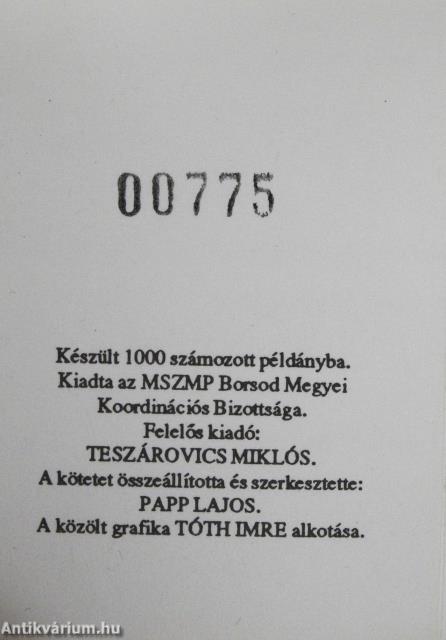 00775
Készült 1000 számozott példányba.
Kiadta az MSZMP Borsod Megyei
Koordinációs Bizottsága.
Felelős kiadó:
TESZÁROVICS MIKLÓS.
A kötetet összeállította és szerkesztette:
PAPP LAJOS.
A közölt grafika TÓTH IMRE alkotása.
Antikvárium.hu